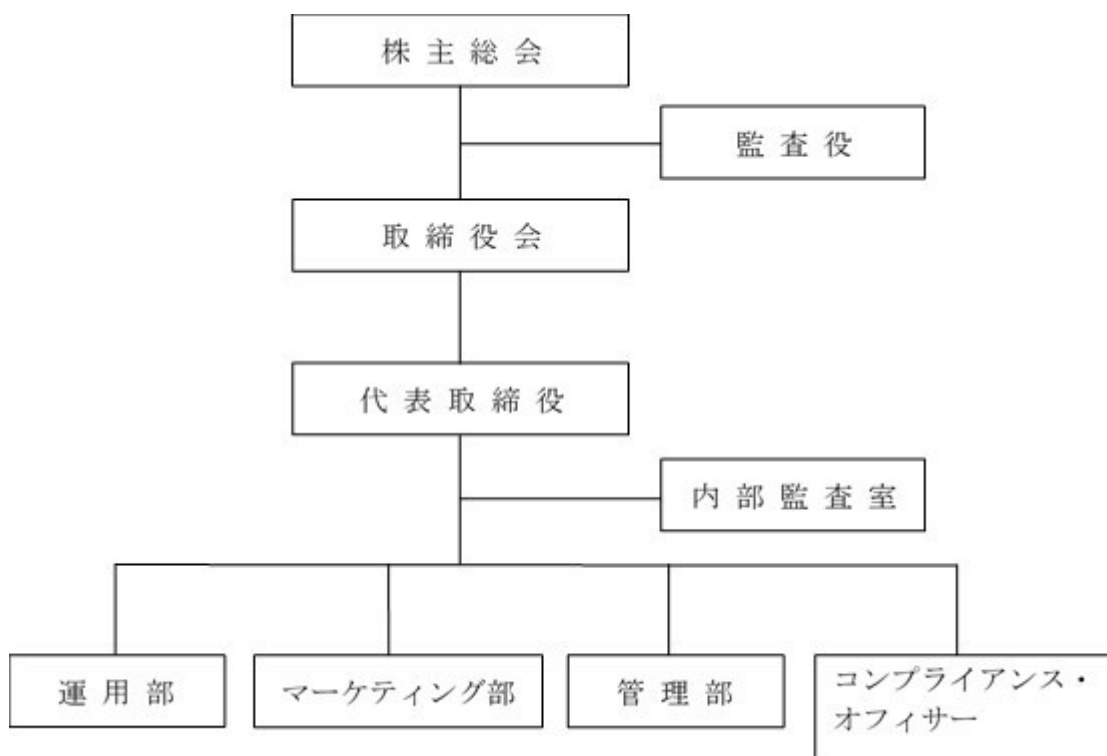 株主総会
監査役
取締役会
代表取締役
内部監査室
運用部
マーケティング部
管理部
コンプライアンス・
オフィサー